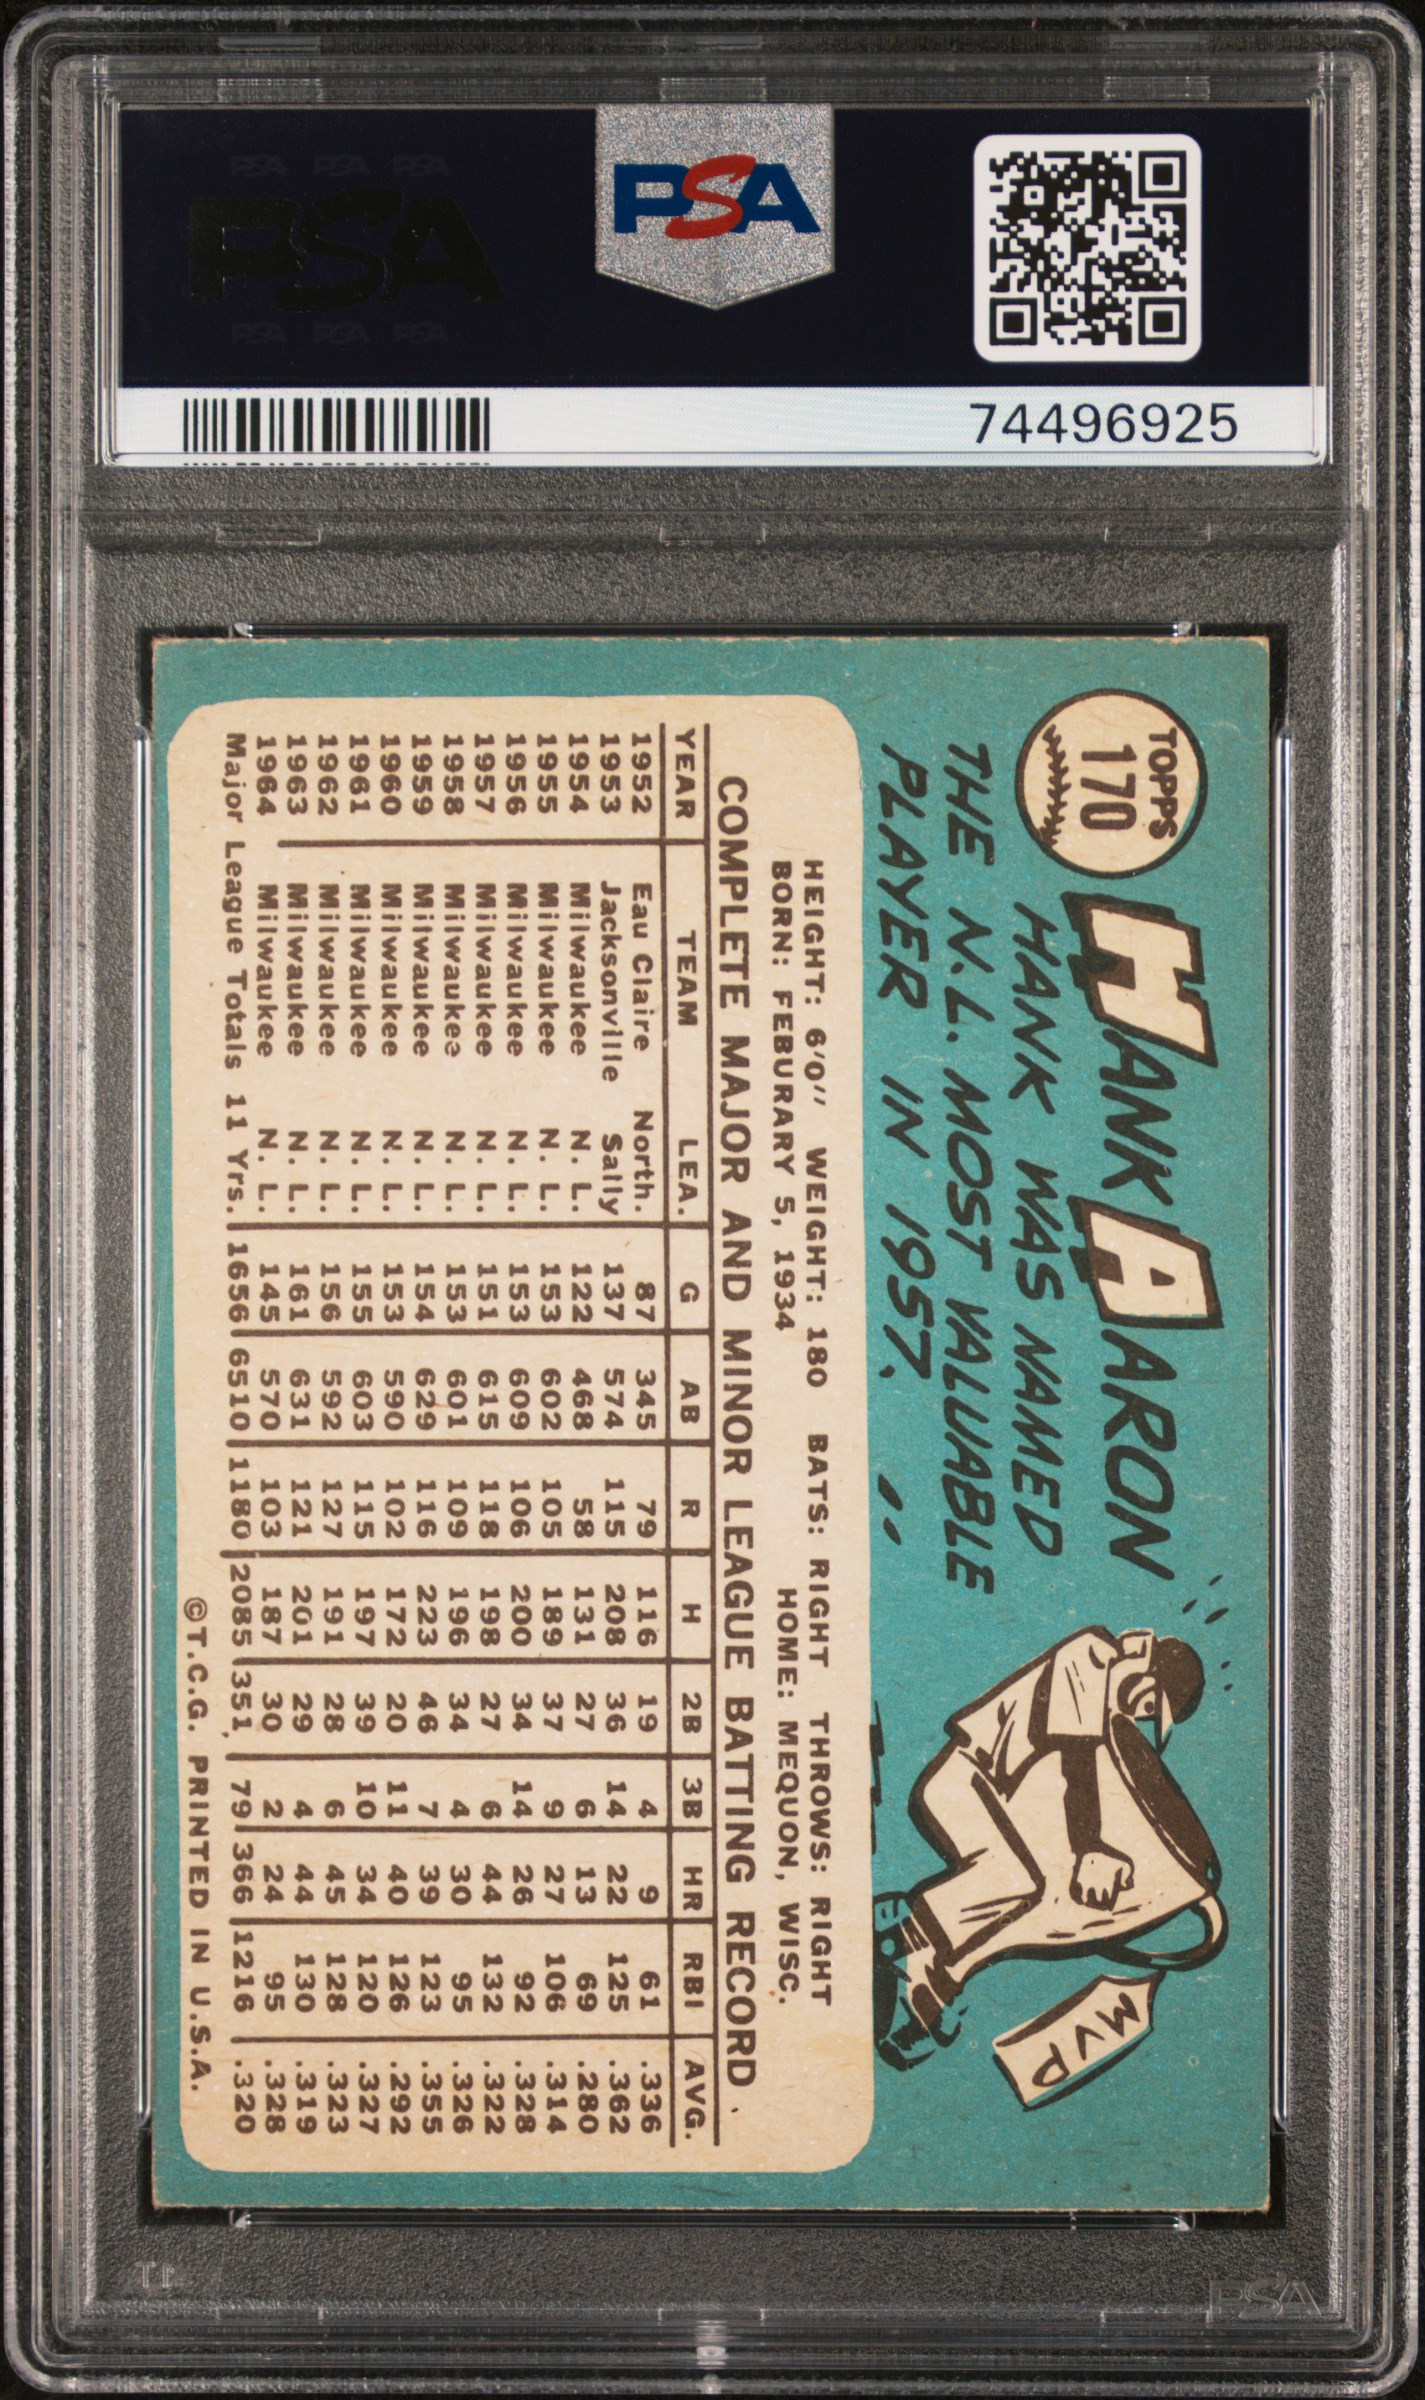 PSA PSA PSA
PSA
PSA PSA PSA
PSA
74496925
TOPPS
170
HANK AARON
HANK WAS NAMED
THE N.L. MOST VALUABLE
PLAYER IN 1957.
MVP
HEIGHT: 6'0" WEIGHT: 180 BATS: RIGHT THROWS: RIGHT
BORN: FEBURARY 5, 1934 HOME: MEQUON, WISC.
COMPLETE MAJOR AND MINOR LEAGUE BATTING RECORD
YEAR TEAM LEA. G AB R H 2B 3B HR RBI AVG.
1952 Eau Claire North. 87 345 79 116 19 4 9 61 .336
1953 Jacksonville Sally 137 574 115 208 36 14 22 125 .362
1954 Milwaukee N. L. 122 468 58 131 27 6 13 69 .280
1955 Milwaukee N. L. 153 602 105 189 37 9 27 106 .314
1956 Milwaukee N. L. 153 609 106 200 34 14 26 92 .328
1957 Milwaukee N. L. 151 615 118 198 27 6 44 132 .322
1958 Milwaukee N. L. 153 601 109 196 34 4 30 95 .326
1959 Milwaukee N. L. 154 629 116 223 46 7 39 123 .355
1960 Milwaukee N. L. 153 590 102 172 20 11 40 126 .292
1961 Milwaukee N. L. 155 603 115 197 39 10 34 120 .327
1962 Milwaukee N. L. 156 592 127 191 28 6 45 128 .323
1963 Milwaukee N. L. 161 631 121 201 29 4 44 130 .319
1964 Milwaukee N. L. 145 570 103 187 30 2 24 95 .328
Major League Totals 11 Yrs. 1656 6510 1180 2085 351 79 366 1216 .320
©T.C.G. PRINTED IN U.S.A.
PSA